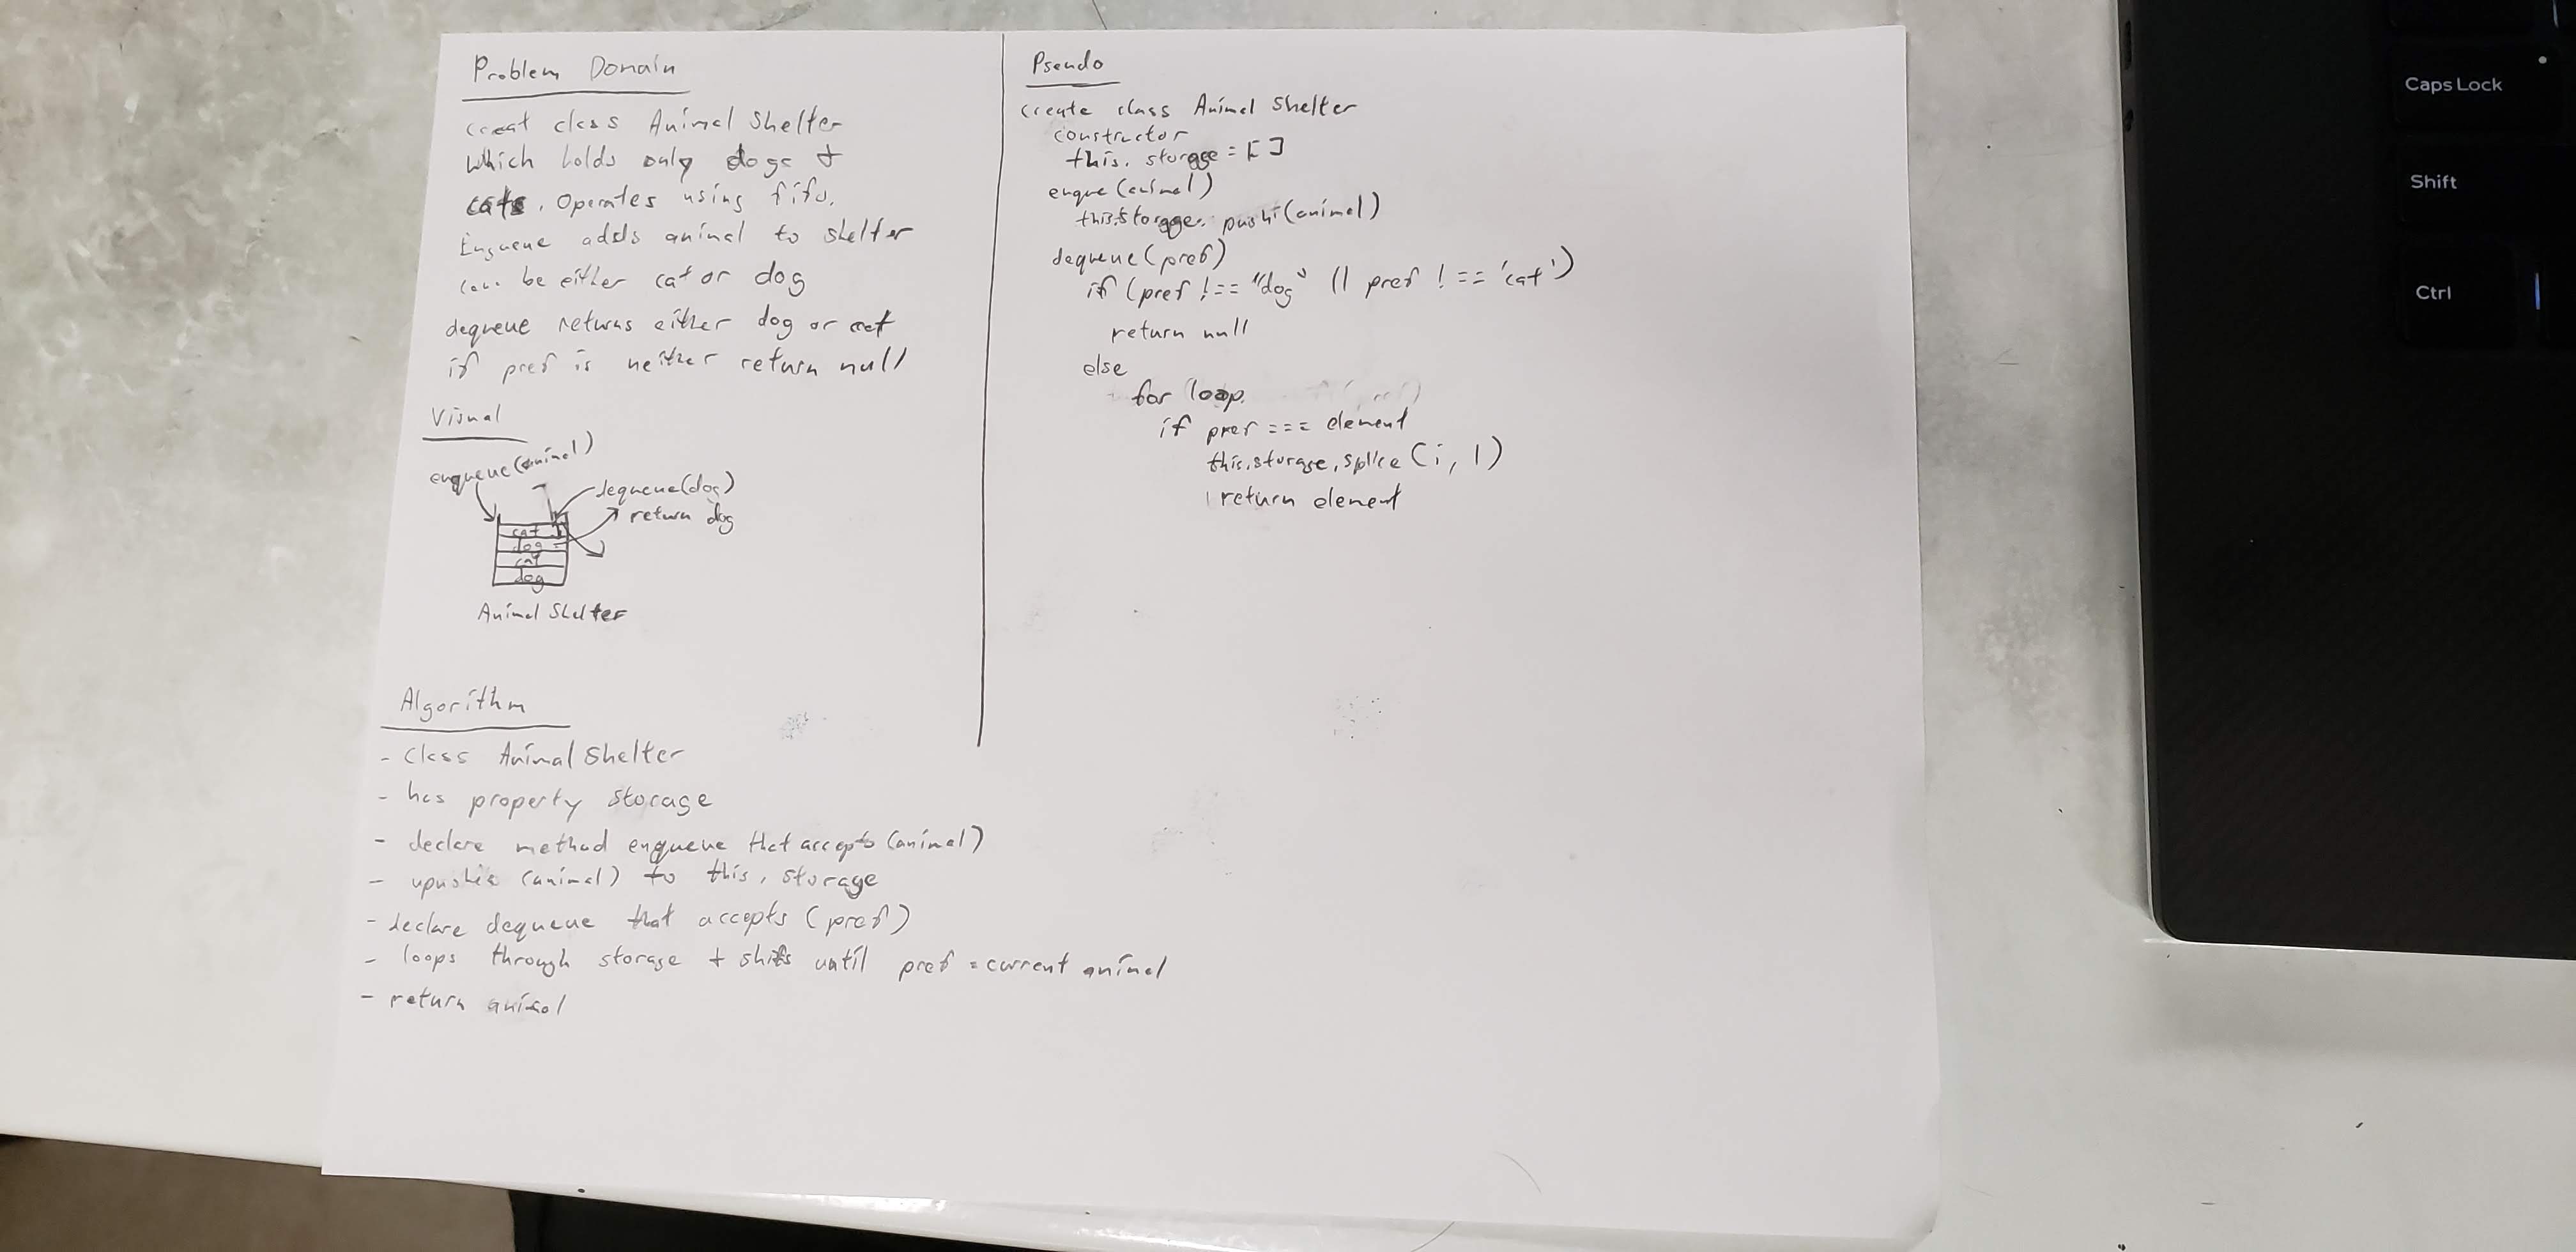 Problem Domain
Creat class Animal Shelter
which holds only dogs +
cats. Operates using fifo.
Enqueue adds animal to shelter
can be either cat or dog
dequeue returns either dog or cat
if pref is neither return null
Visual
enqueue(animal)
dequeue(dog)
return dog
cat
dog
cat
dog
Animal Shelter
Algorithm
- class AnimalShelter
- has property storage
- declare method enqueue that accepts (animal)
- (animal) to this.storage
- declare dequeue that accepts (pref)
- loops through storage + shifts until pref = current animal
- return animal
Pseudo
create class Animal Shelter
constructor
this.storage = []
enque(animal)
this.storage.push(animal)
dequeue(pref)
if (pref !== "dog" || pref !== 'cat')
return null
else
for loop
if pref === element
this.storage.splice(i, 1)
return element
Caps Lock
Shift
Ctrl